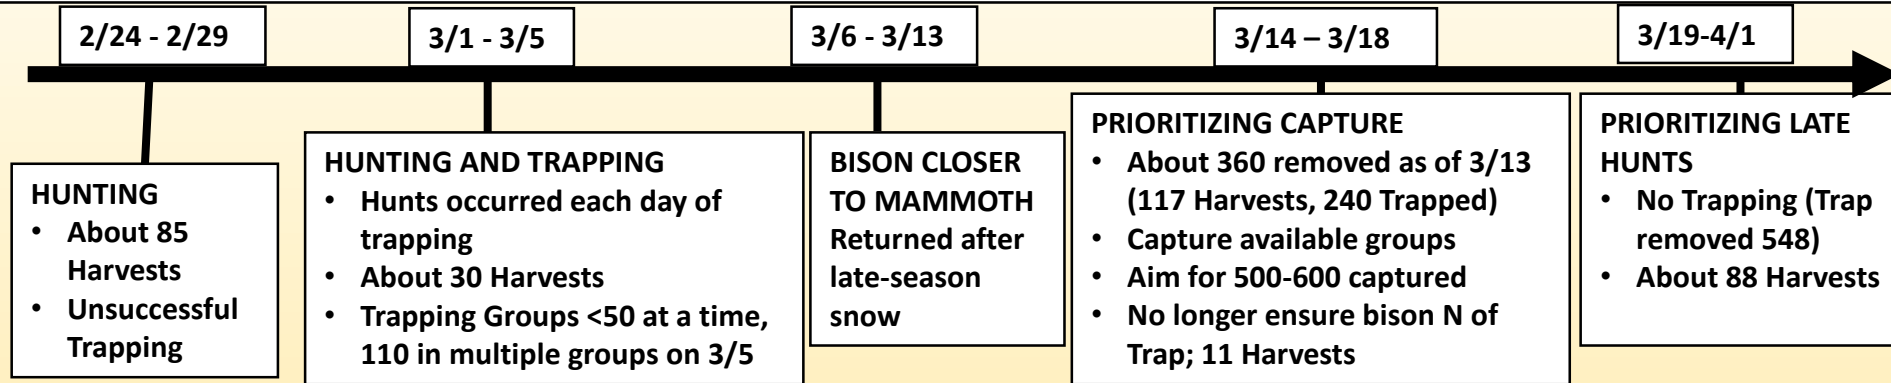 2/24 - 2/29
3/1 - 3/5
3/6 - 3/13
3/14 – 3/18
3/19-4/1
HUNTING
• About 85
Harvests
• Unsuccessful
Trapping
HUNTING AND TRAPPING
• Hunts occurred each day of
trapping
• About 30 Harvests
• Trapping Groups <50 at a time,
110 in multiple groups on 3/5
BISON CLOSER
TO MAMMOTH
Returned after
late-season
snow
PRIORITIZING CAPTURE
• About 360 removed as of 3/13
(117 Harvests, 240 Trapped)
• Capture available groups
• Aim for 500-600 captured
• No longer ensure bison N of
Trap; 11 Harvests
PRIORITIZING LATE
HUNTS
• No Trapping (Trap
removed 548)
• About 88 Harvests